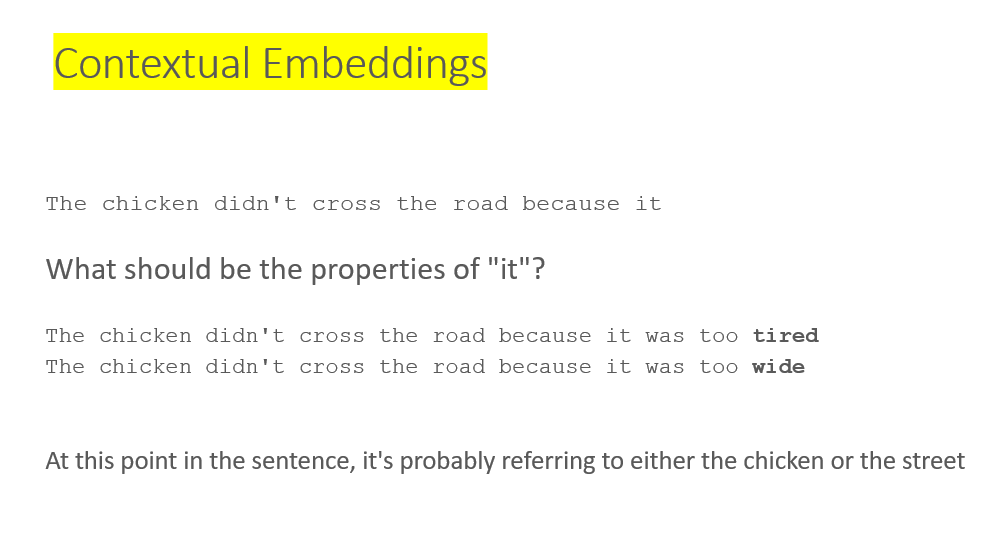 Contextual Embeddings
The chicken didn't cross the road because it
What should be the properties of "it"?
The chicken didn't cross the road because it was too tired
The chicken didn't cross the road because it was too wide
At this point in the sentence, it's probably referring to either the chicken or the street